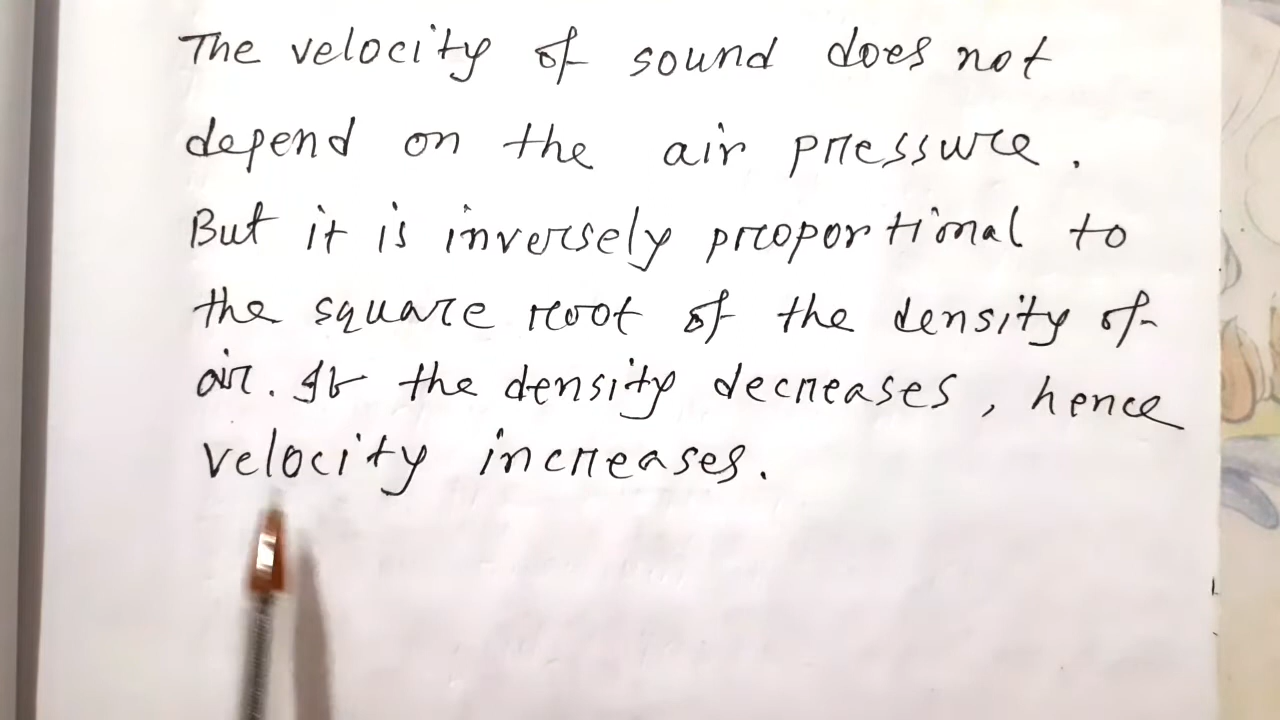 The velocity of sound does not
depend on the air pressure.
But it is inversely proportional to
the square root of the density of
air. If the density decreases, hence
velocity increases.